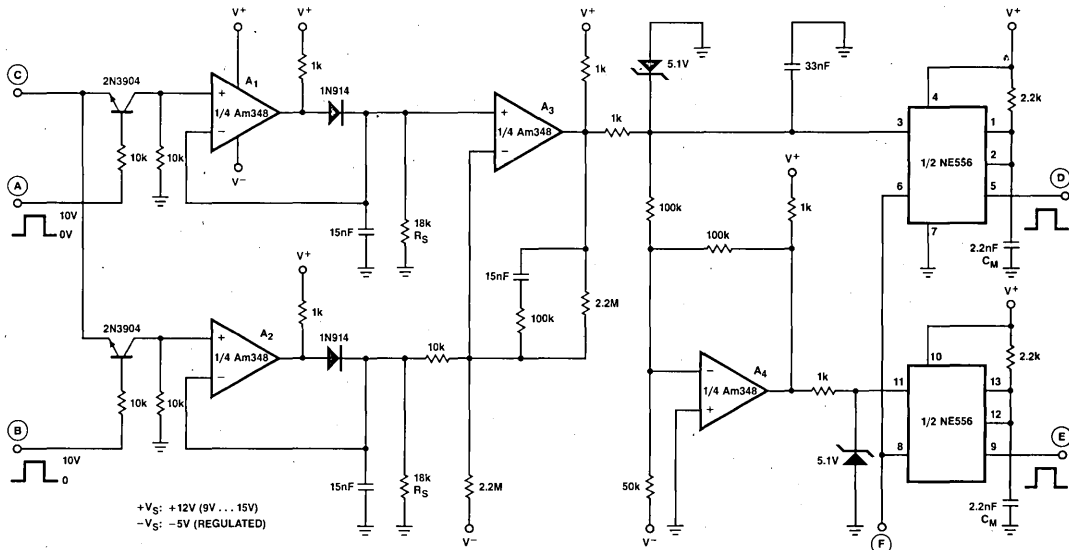 V+
V+
V+
V+
C
2N3904
A1
1k
1N914
+
1/4 Am348
−
10k
10k
V−
A
10V
0V
15nF
18k
RS
A3
+
1/4 Am348
−
1k
1k
5.1V
33nF
4
2.2k
3
1
1/2 NE556
2
6
5
D
7
2.2nF
CM
V+
1k
100k
100k
15nF
100k
2.2M
V+
1k
2N3904
A2
+
1/4 Am348
−
1N914
10k
10k
10k
B
10V
0
15nF
18k
RS
2.2M
V−
−
A4
1/4 Am348
+
1k
5.1V
50k
V−
V+
10
2.2k
11
13
12
1/2 NE556
8
9
E
2.2nF
CM
F
+VS: +12V (9V . . . 15V)
−VS: −5V (REGULATED)